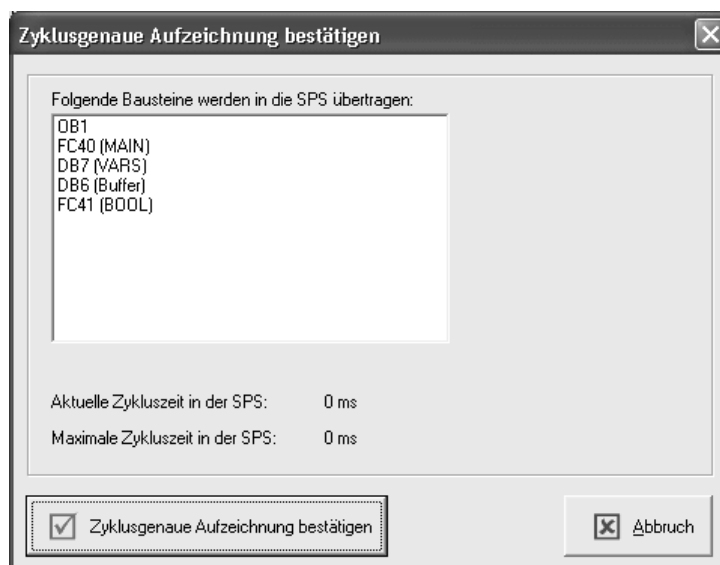 Zyklusgenaue Aufzeichnung bestätigen
Folgende Bausteine werden in die SPS übertragen:
OB1
FC40 (MAIN)
DB7 (VARS)
DB6 (Buffer)
FC41 (BOOL)
Aktuelle Zykluszeit in der SPS: 0 ms
Maximale Zykluszeit in der SPS: 0 ms
Zyklusgenaue Aufzeichnung bestätigen
Abbruch